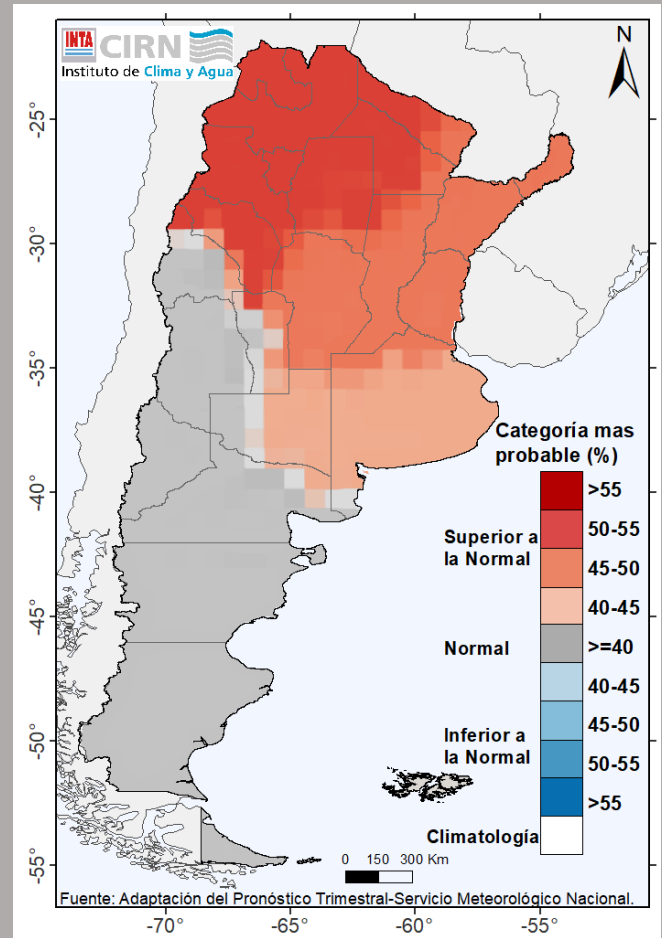 INTA CIRN
Instituto de Clima y Agua
N
-25°
-30°
-35°
-40°
-45°
-50°
-55°
Categoría mas
probable (%)
>55
50-55
Superior a
la Normal
45-50
40-45
Normal
>=40
40-45
45-50
Inferior a
la Normal
50-55
>55
Climatología
0 150 300 Km
Fuente: Adaptación del Pronóstico Trimestral-Servicio Meteorológico Nacional.
-70° -65° -60° -55°